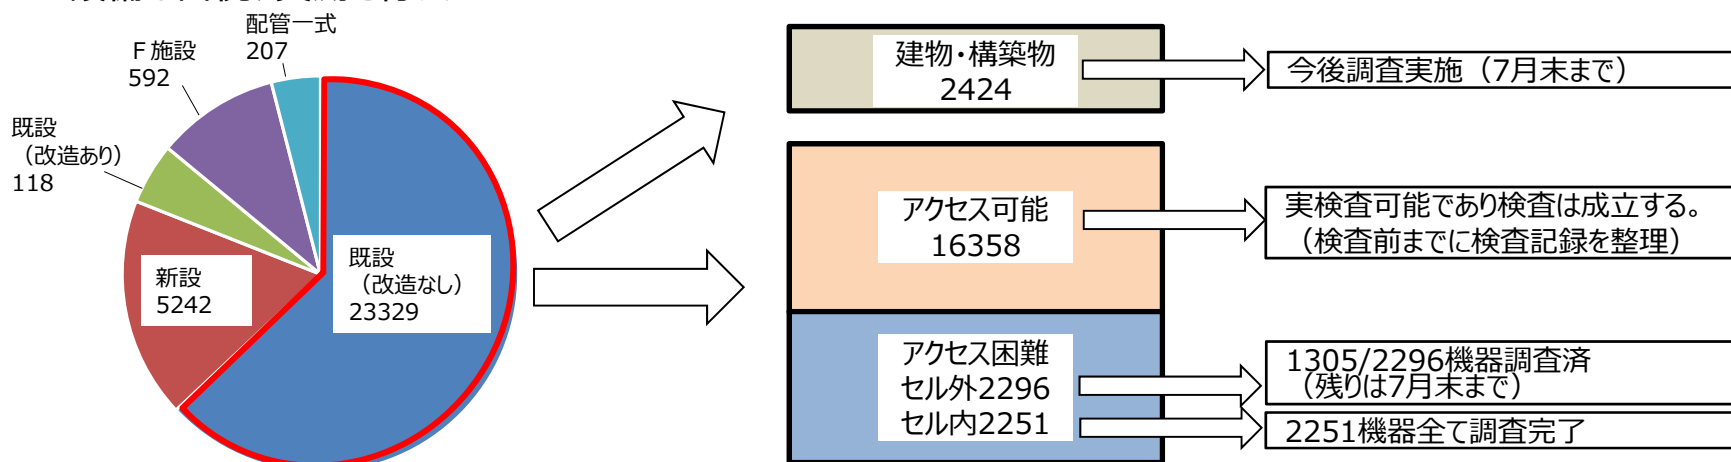 配管一式
207
F施設
592
既設
（改造あり）
118
新設
5242
既設
（改造なし）
23329
建物・構築物
2424
今後調査実施（7月末まで）
アクセス可能
16358
実検査可能であり検査は成立する。
（検査前までに検査記録を整理）
アクセス困難
セル外2296
セル内2251
1305/2296機器調査済
（残りは7月末まで）
2251機器全て調査完了